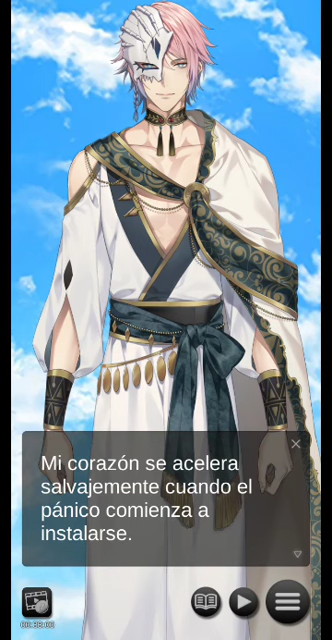 Mi corazón se acelera
salvajemente cuando el
pánico comienza a
instalarse.